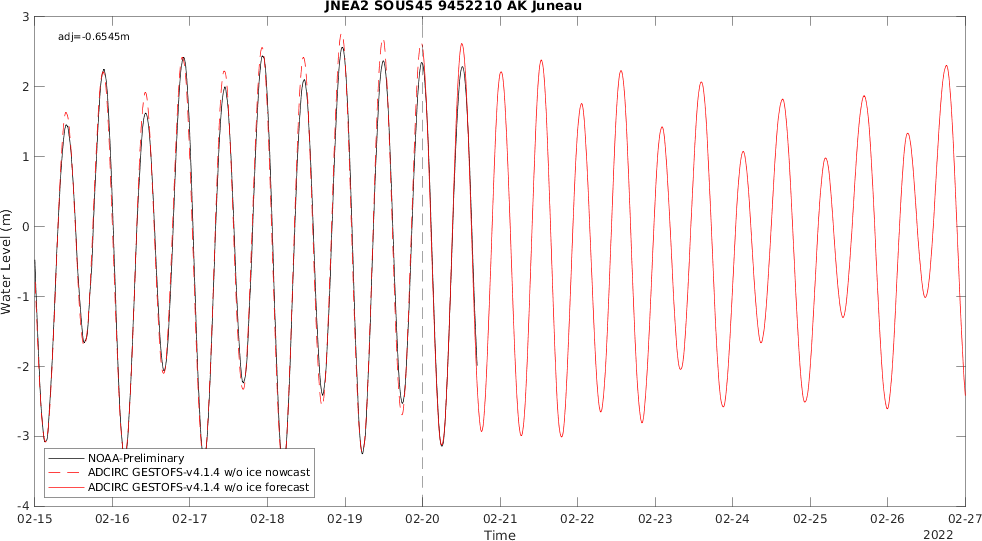 JNEA2 SOUS45 9452210 AK Juneau
adj=-0.6545m
3
2
1
0
-1
-2
-3
-4
Water Level (m)
NOAA-Preliminary
ADCIRC GESTOFS-v4.1.4 w/o ice nowcast
ADCIRC GESTOFS-v4.1.4 w/o ice forecast
02-15 02-16 02-17 02-18 02-19 02-20 02-21 02-22 02-23 02-24 02-25 02-26 02-27
Time
2022